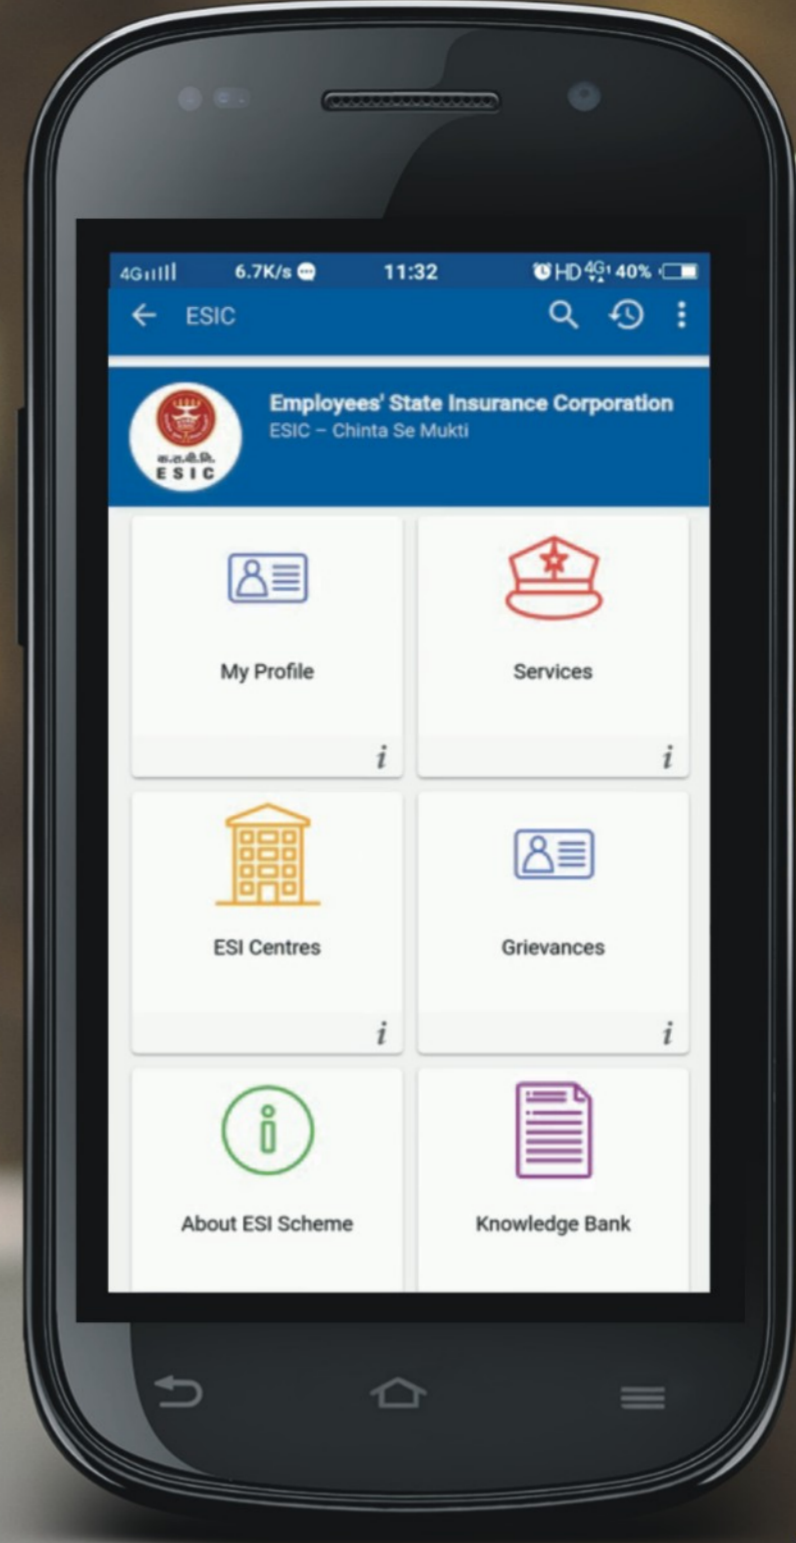 4G 6.7K/s 11:32 HD 4G 40%
ESIC
Employees' State Insurance Corporation
ESIC – Chinta Se Mukti
क.रा.बी.नि.
ESIC
My Profile Services
i i
ESI Centres Grievances
i i
About ESI Scheme Knowledge Bank